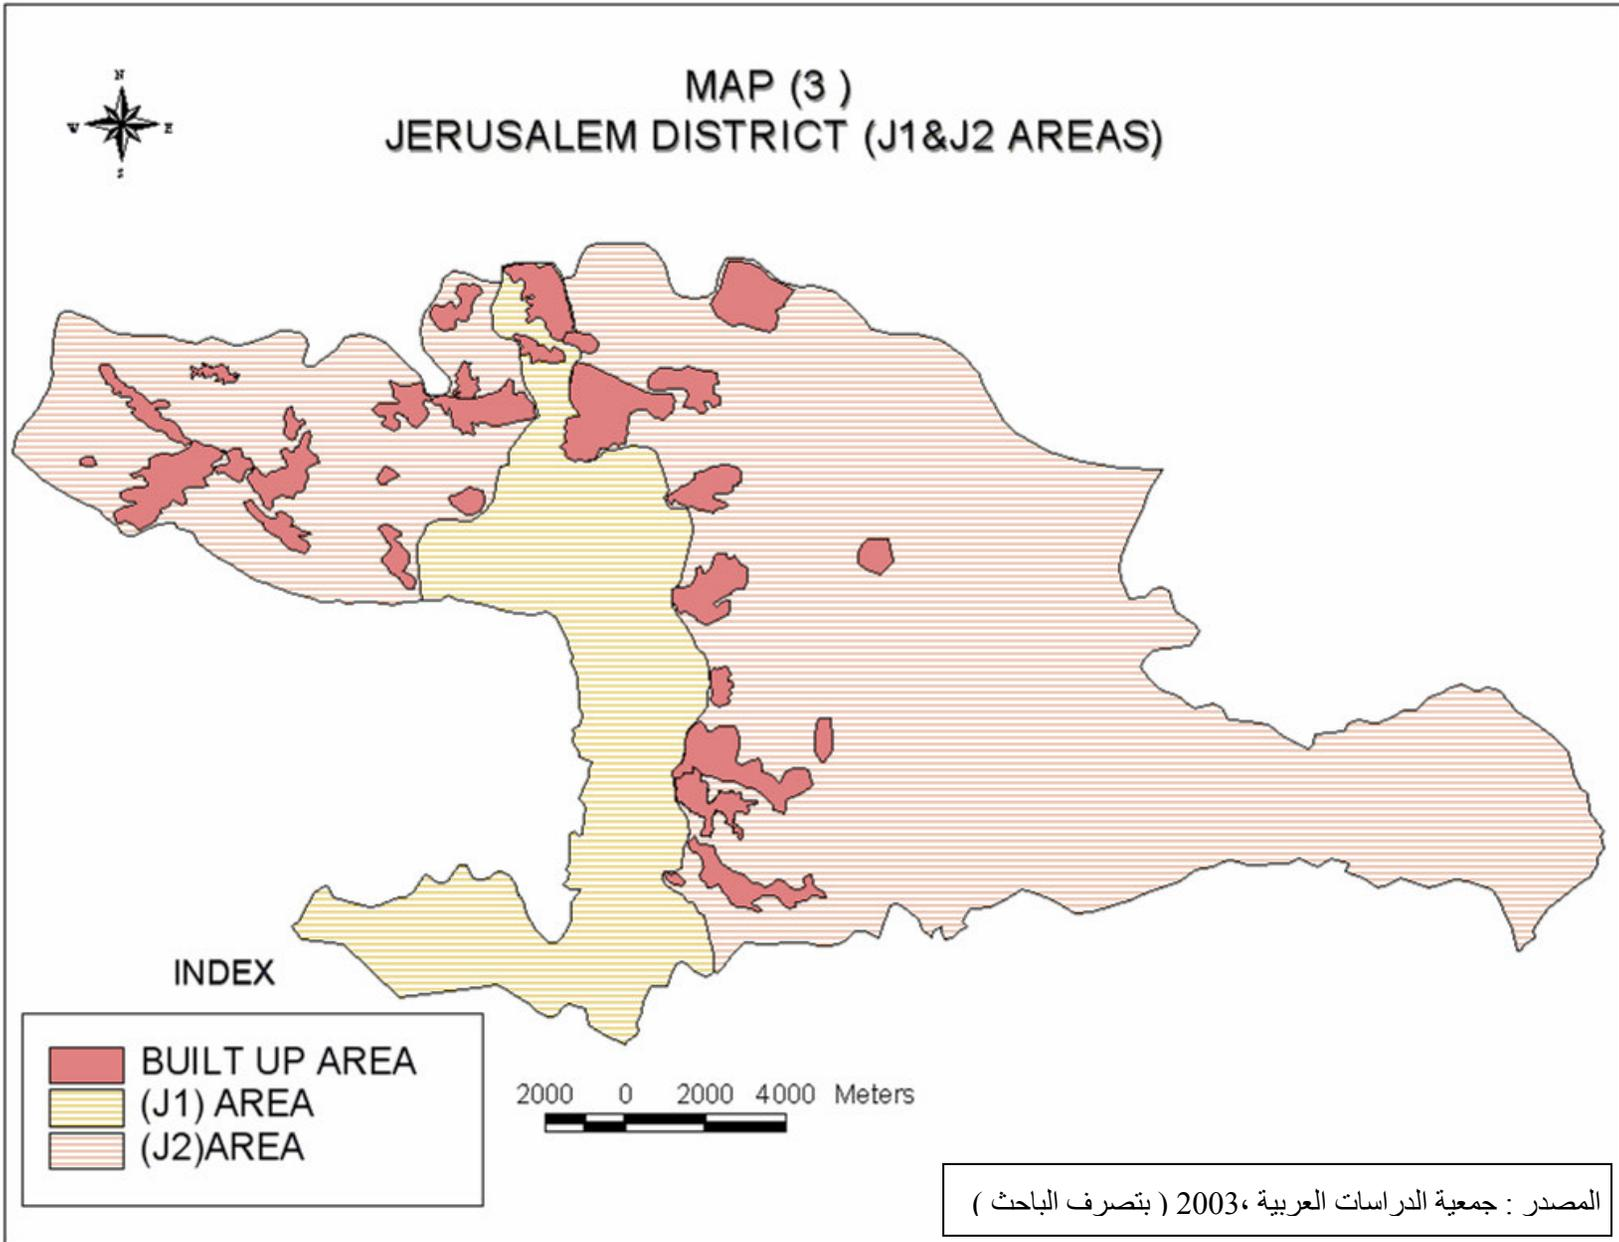 MAP (3 )
JERUSALEM DISTRICT (J1&J2 AREAS)
N
W E
S
INDEX
BUILT UP AREA
(J1) AREA
(J2)AREA
2000 0 2000 4000 Meters
المصدر : جمعية الدراسات العربية ،2003 ( بتصرف الباحث )